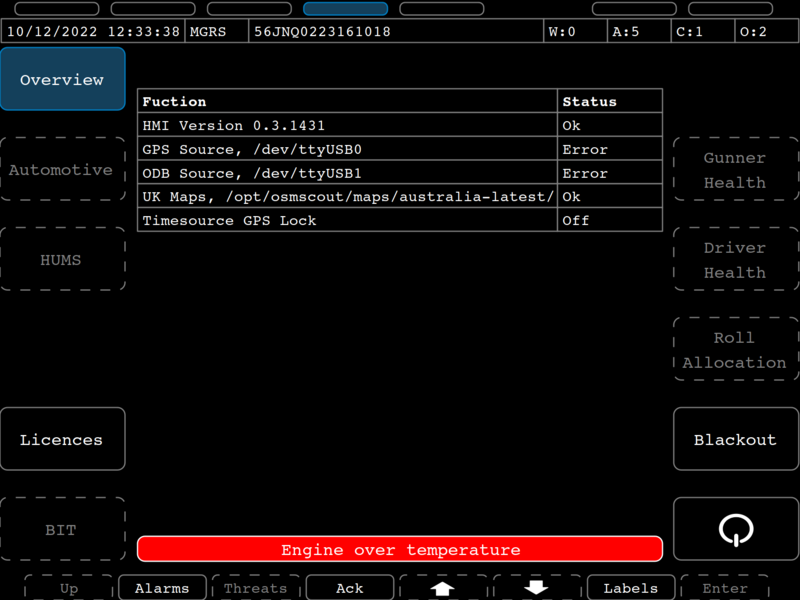 10/12/2022 12:33:38 MGRS 56JNQ0223161018 W:0 A:5 C:1 O:2
Overview
Fuction Status
HMI Version 0.3.1431 Ok
GPS Source, /dev/ttyUSB0 Error
ODB Source, /dev/ttyUSB1 Error
UK Maps, /opt/osmscout/maps/australia-latest/ Ok
Timesource GPS Lock Off
Automotive
HUMS
Licences
BIT
Gunner
Health
Driver
Health
Roll
Allocation
Blackout
Engine over temperature
Up Alarms Threats Ack Labels Enter